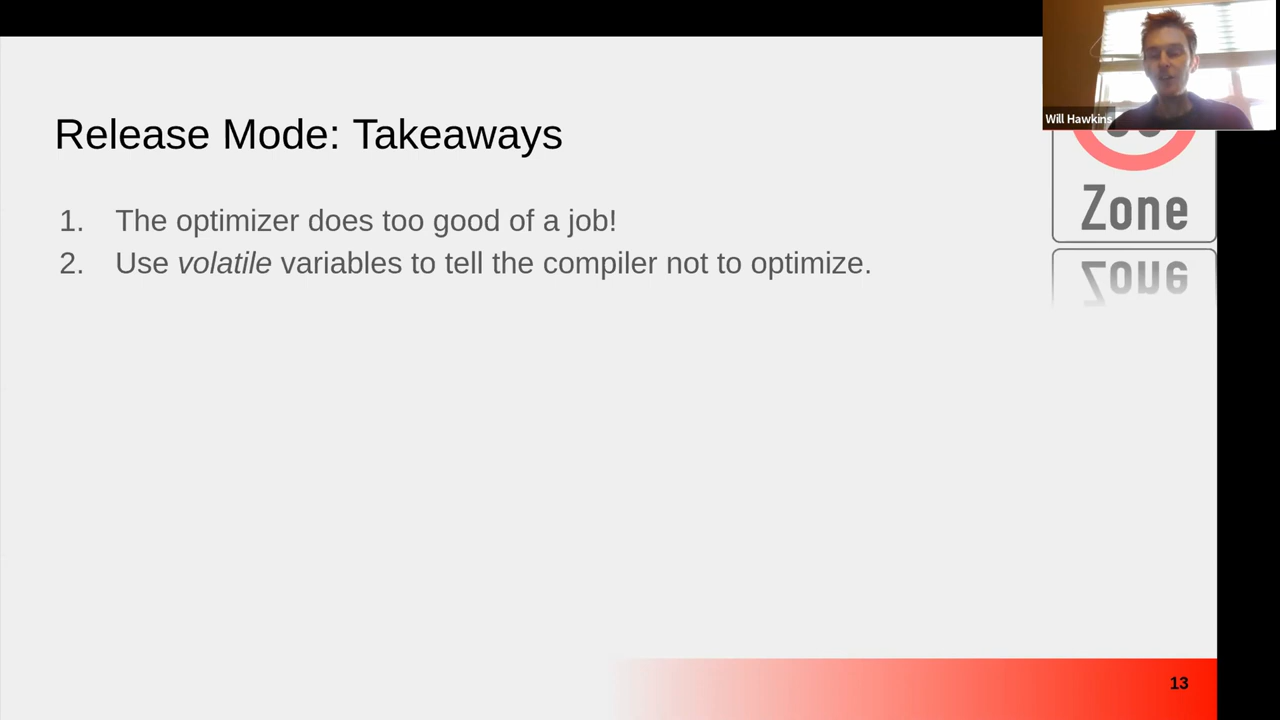 Will Hawkins
Release Mode: Takeaways
1. The optimizer does too good of a job!
2. Use volatile variables to tell the compiler not to optimize.
Zone
Zone
13